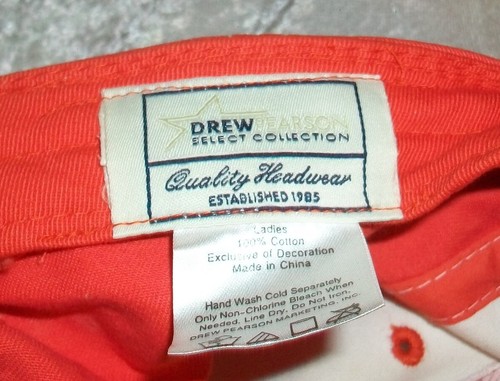 DREW PEARSON
SELECT COLLECTION
Quality Headwear
ESTABLISHED 1985
Ladies
100% Cotton
Exclusive of Decoration
Made in China
Hand Wash Cold Separately
Only Non-Chlorine Bleach When
Needed. Line Dry. Do Not Iron.
DREW PEARSON MARKETING, INC.